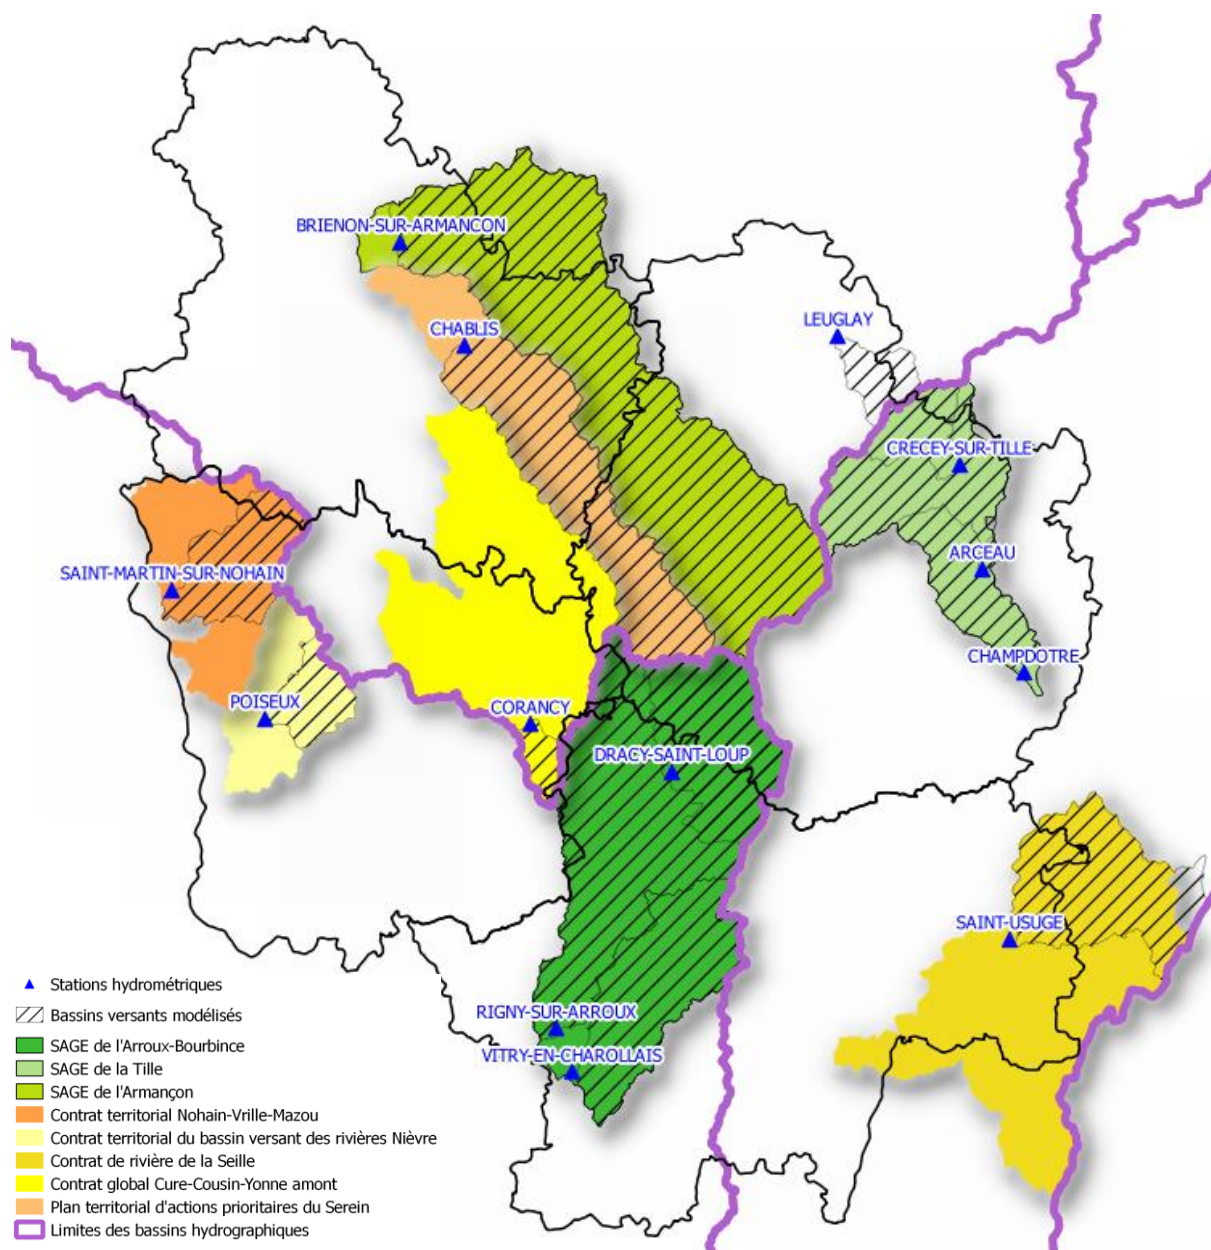 BRIENON-SUR-ARMANCON
LEUGLAY
CHABLIS
CRECEY-SUR-TILLE
ARCEAU
SAINT-MARTIN-SUR-NOHAIN
CHAMPDOTRE
POISEUX
CORANCY
DRACY-SAINT-LOUP
SAINT-USUGE
RIGNY-SUR-ARROUX
VITRY-EN-CHAROLLAIS
Stations hydrométriques
Bassins versants modélisés
SAGE de l'Arroux-Bourbince
SAGE de la Tille
SAGE de l'Armançon
Contrat territorial Nohain-Vrille-Mazou
Contrat territorial du bassin versant des rivières Nièvre
Contrat de rivière de la Seille
Contrat global Cure-Cousin-Yonne amont
Plan territorial d'actions prioritaires du Serein
Limites des bassins hydrographiques